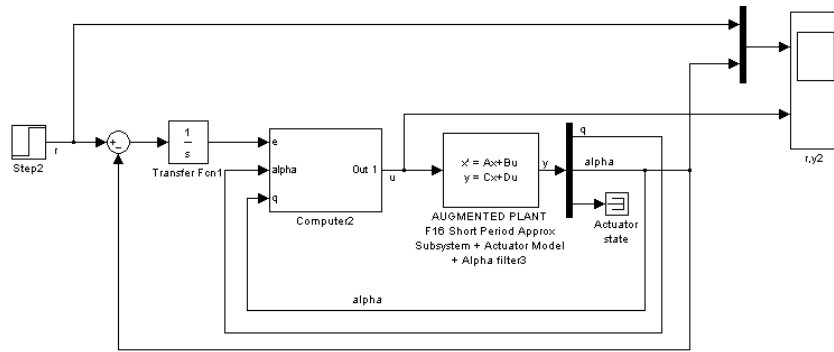 Step2
r
+
-
1
s
Transfer Fcn1
e
alpha
q
Out 1
Computer2
u
x' = Ax+Bu
y = Cx+Du
y
AUGMENTED PLANT
F16 Short Period Approx
Subsystem + Actuator Model
+ Alpha filter3
q
alpha
Actuator
state
r,y2
alpha